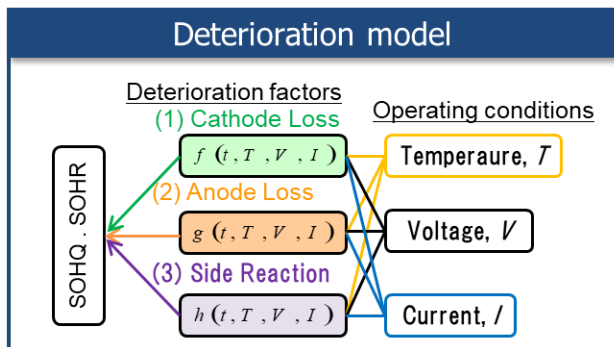 Deterioration model
Deterioration factors
Operating conditions
(1) Cathode Loss
f (t, T, V, I)
Temperaure, T
(2) Anode Loss
SOHQ . SOHR
g (t, T, V, I)
Voltage, V
(3) Side Reaction
h (t, T, V, I)
Current, I